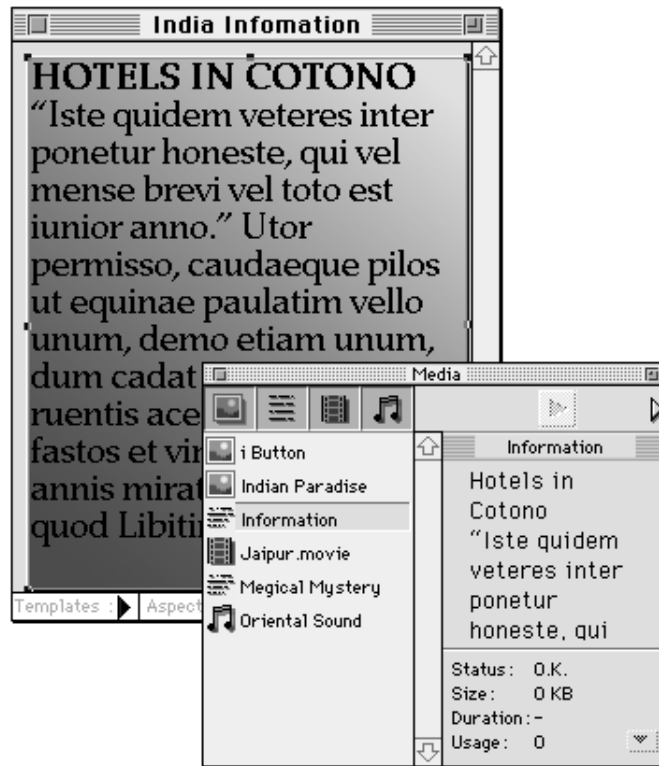 India Infomation
HOTELS IN COTONO
“Iste quidem veteres inter
ponetur honeste, qui vel
mense brevi vel toto est
iunior anno.” Utor
permisso, caudaeque pilos
ut equinae paulatim vello
unum, demo etiam unum,
dum cadat
ruentis ace
fastos et vir
annis mirat
quod Libitin
Templates :
Aspect
Media
i Button
Indian Paradise
Information
Jaipur.movie
Megical Mystery
Oriental Sound
Information
Hotels in
Cotono
“Iste quidem
veteres inter
ponetur
honeste, qui
Status: O.K.
Size: 0 KB
Duration:-
Usage: 0